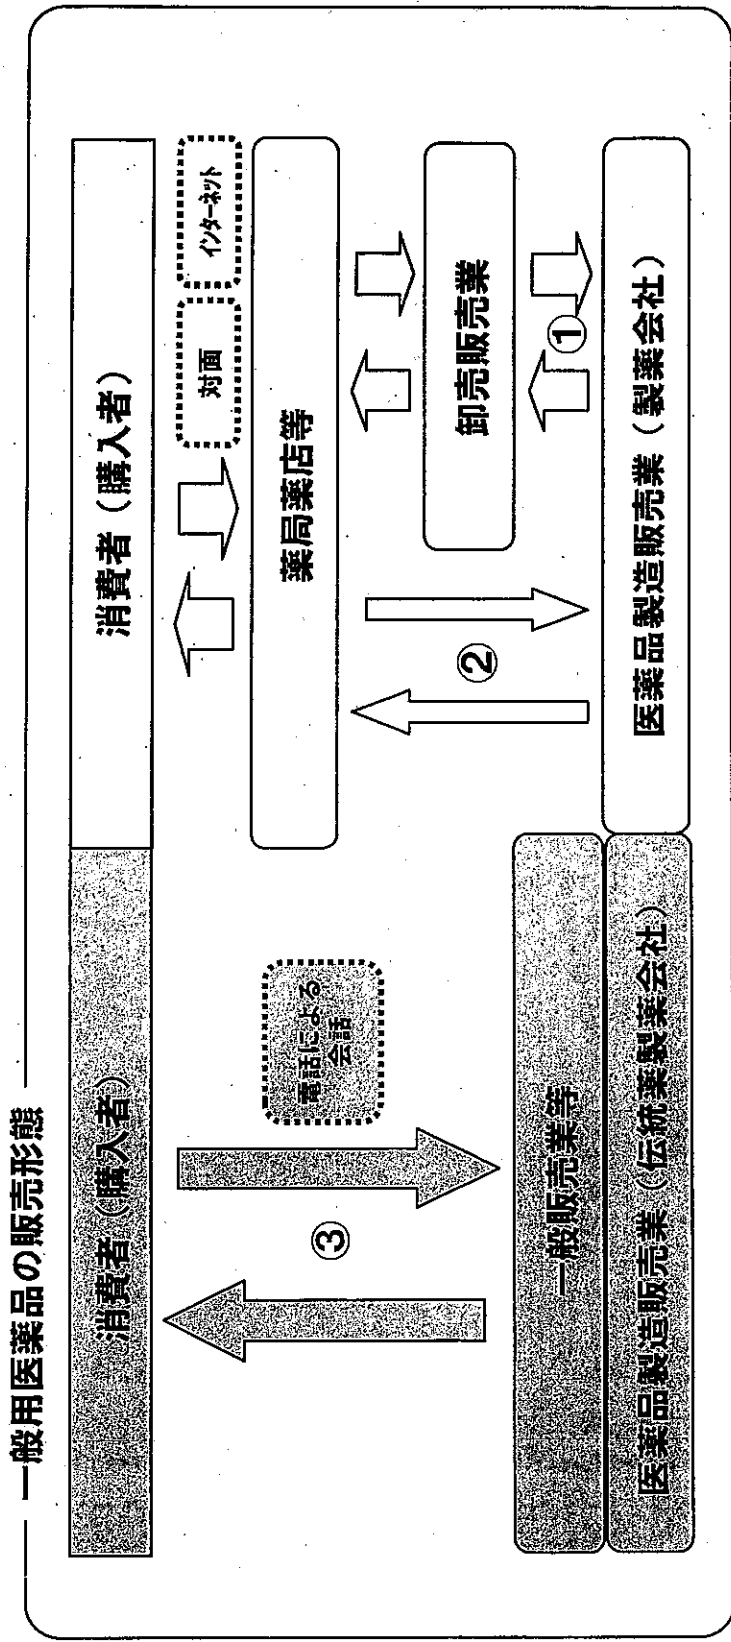 一般用医薬品の販売形態
消費者（購入者）
消費者（購入者）
対面
インターネット
電話による
会話
薬局薬店等
③
②
卸売販売業
①
一般販売業等
医薬品製造販売業（伝統薬製薬会社）
医薬品製造販売業（製薬会社）